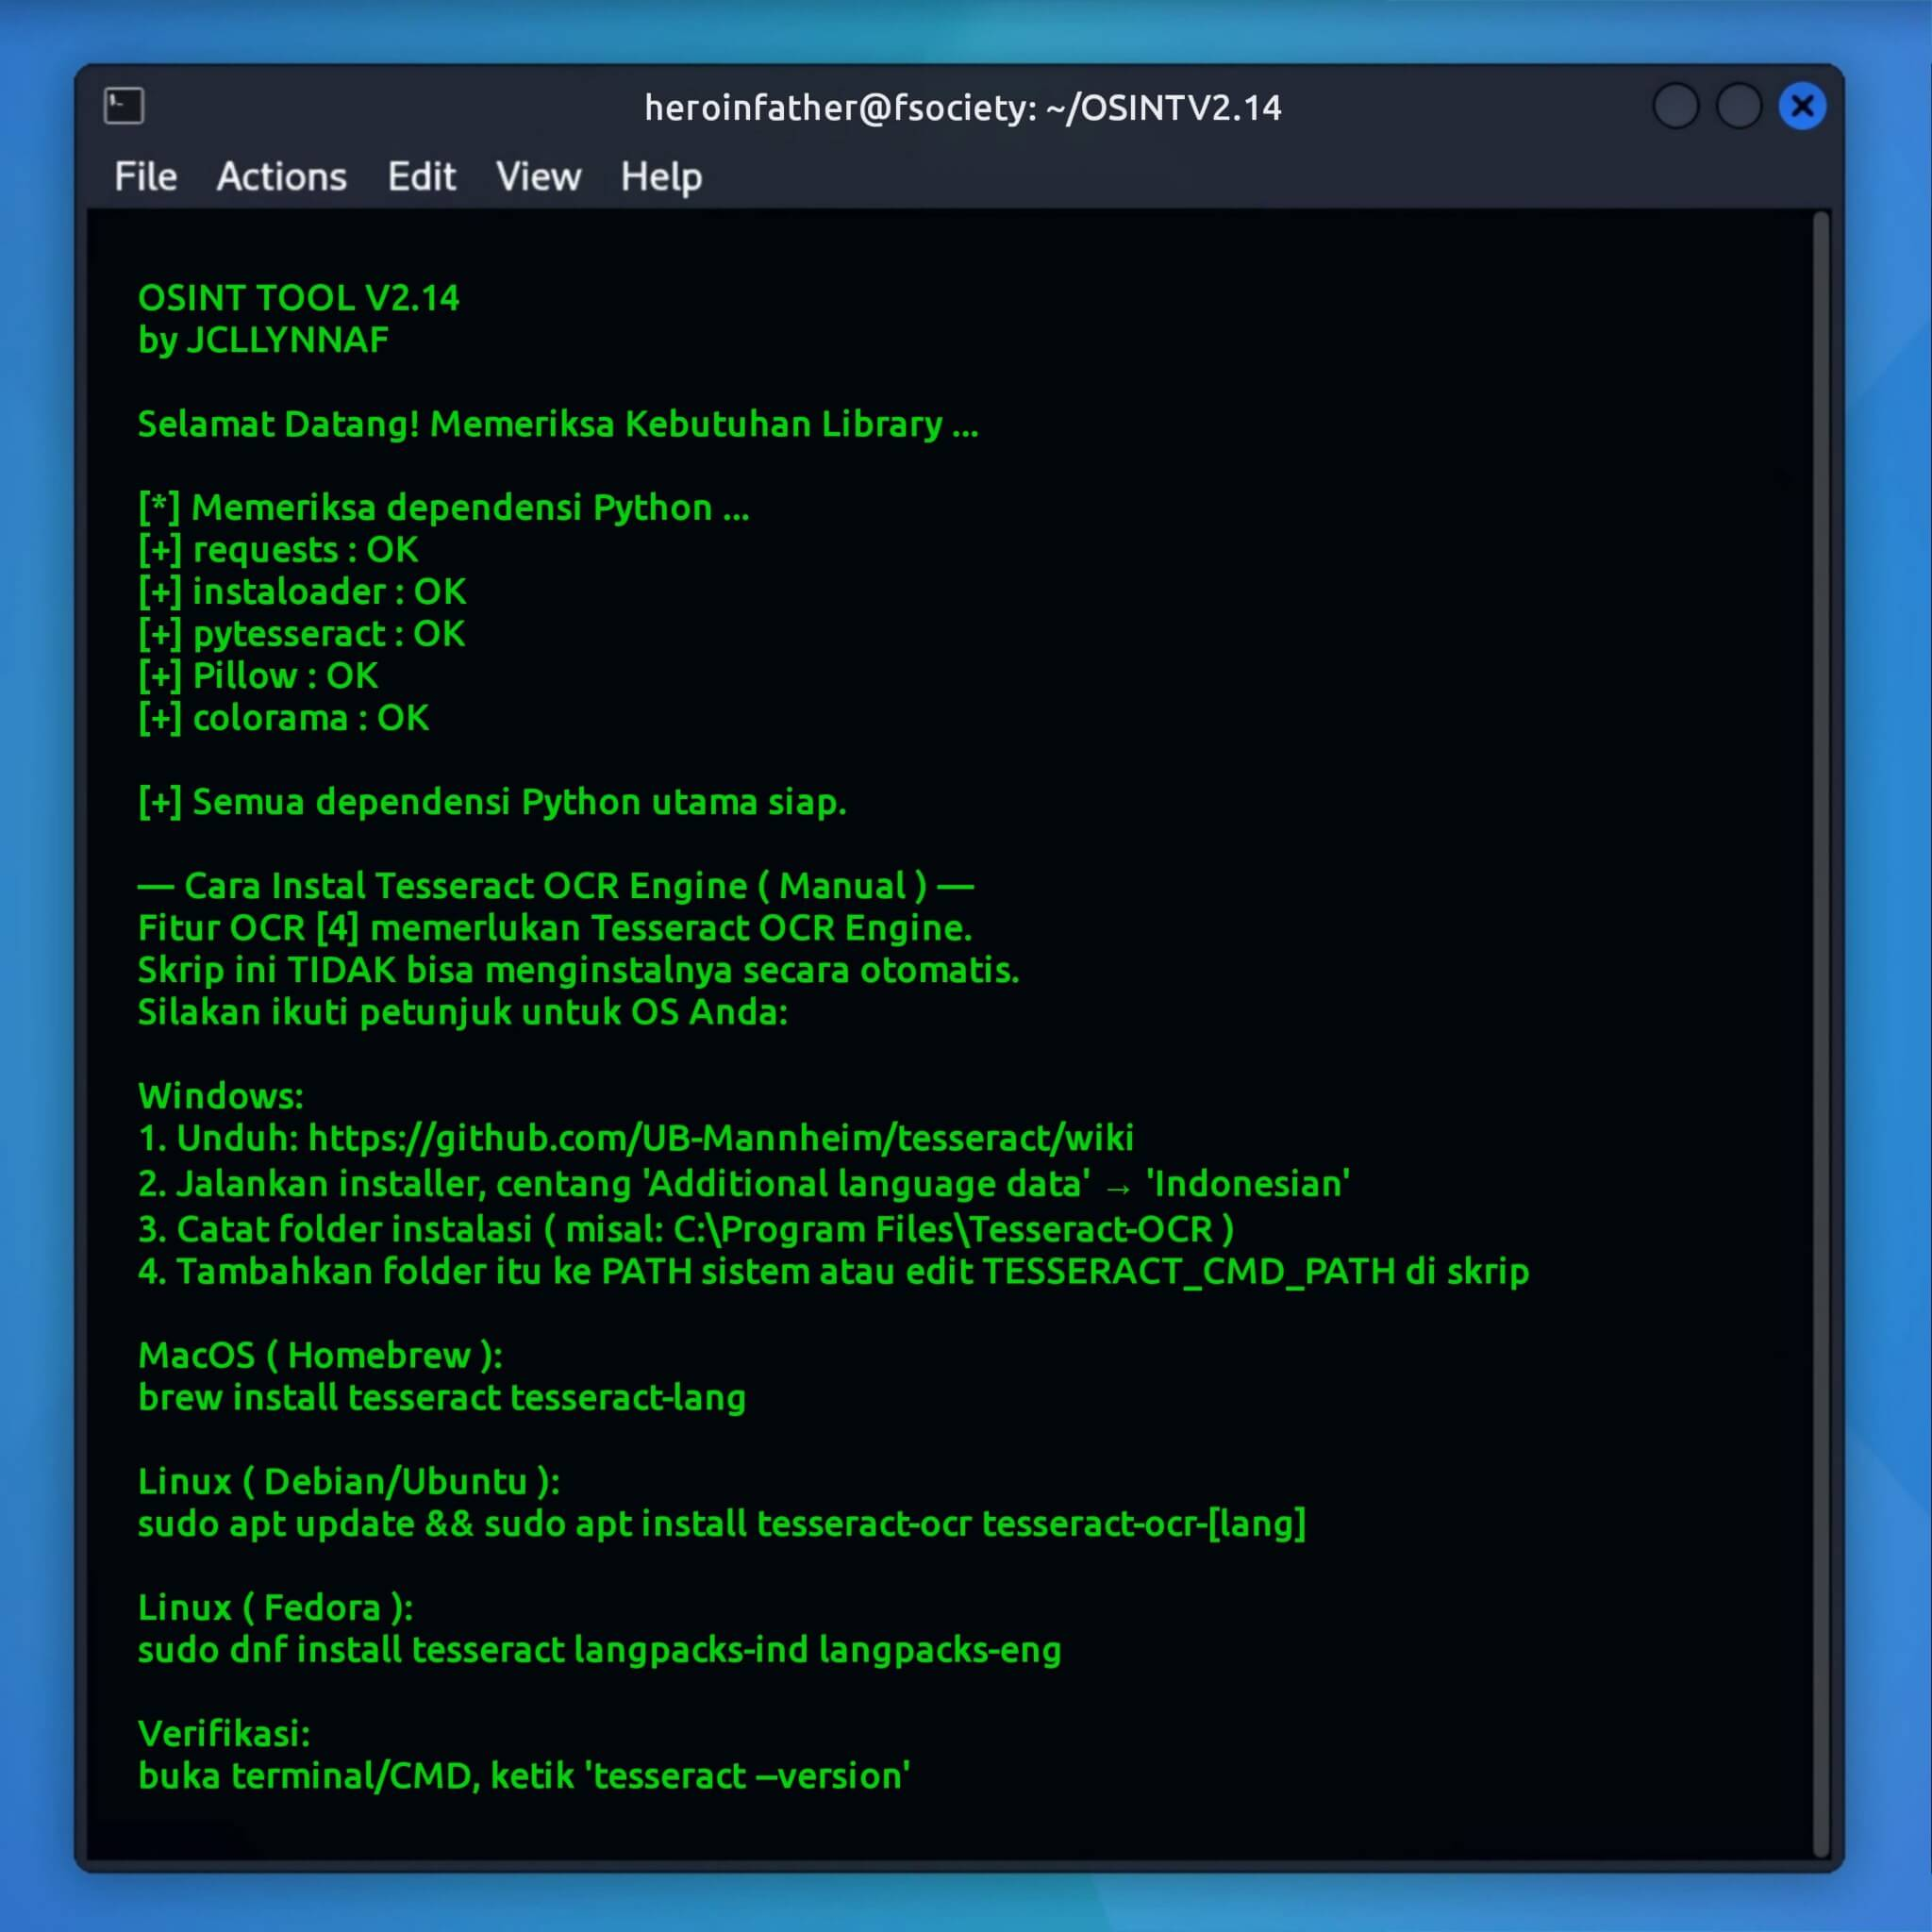 heroinfather@fsociety: ~/OSINTV2.14
File Actions Edit View Help
OSINT TOOL V2.14
by JCLLYNNAF
Selamat Datang! Memeriksa Kebutuhan Library ...
[*] Memeriksa dependensi Python ...
[+] requests : OK
[+] instaloader : OK
[+] pytesseract : OK
[+] Pillow : OK
[+] colorama : OK
[+] Semua dependensi Python utama siap.
— Cara Instal Tesseract OCR Engine ( Manual ) —
Fitur OCR [4] memerlukan Tesseract OCR Engine.
Skrip ini TIDAK bisa menginstalnya secara otomatis.
Silakan ikuti petunjuk untuk OS Anda:
Windows:
1. Unduh: https://github.com/UB-Mannheim/tesseract/wiki
2. Jalankan installer, centang 'Additional language data' → 'Indonesian'
3. Catat folder instalasi ( misal: C:\Program Files\Tesseract-OCR )
4. Tambahkan folder itu ke PATH sistem atau edit TESSERACT_CMD_PATH di skrip
MacOS ( Homebrew ):
brew install tesseract tesseract-lang
Linux ( Debian/Ubuntu ):
sudo apt update && sudo apt install tesseract-ocr tesseract-ocr-[lang]
Linux ( Fedora ):
sudo dnf install tesseract langpacks-ind langpacks-eng
Verifikasi:
buka terminal/CMD, ketik 'tesseract –version'